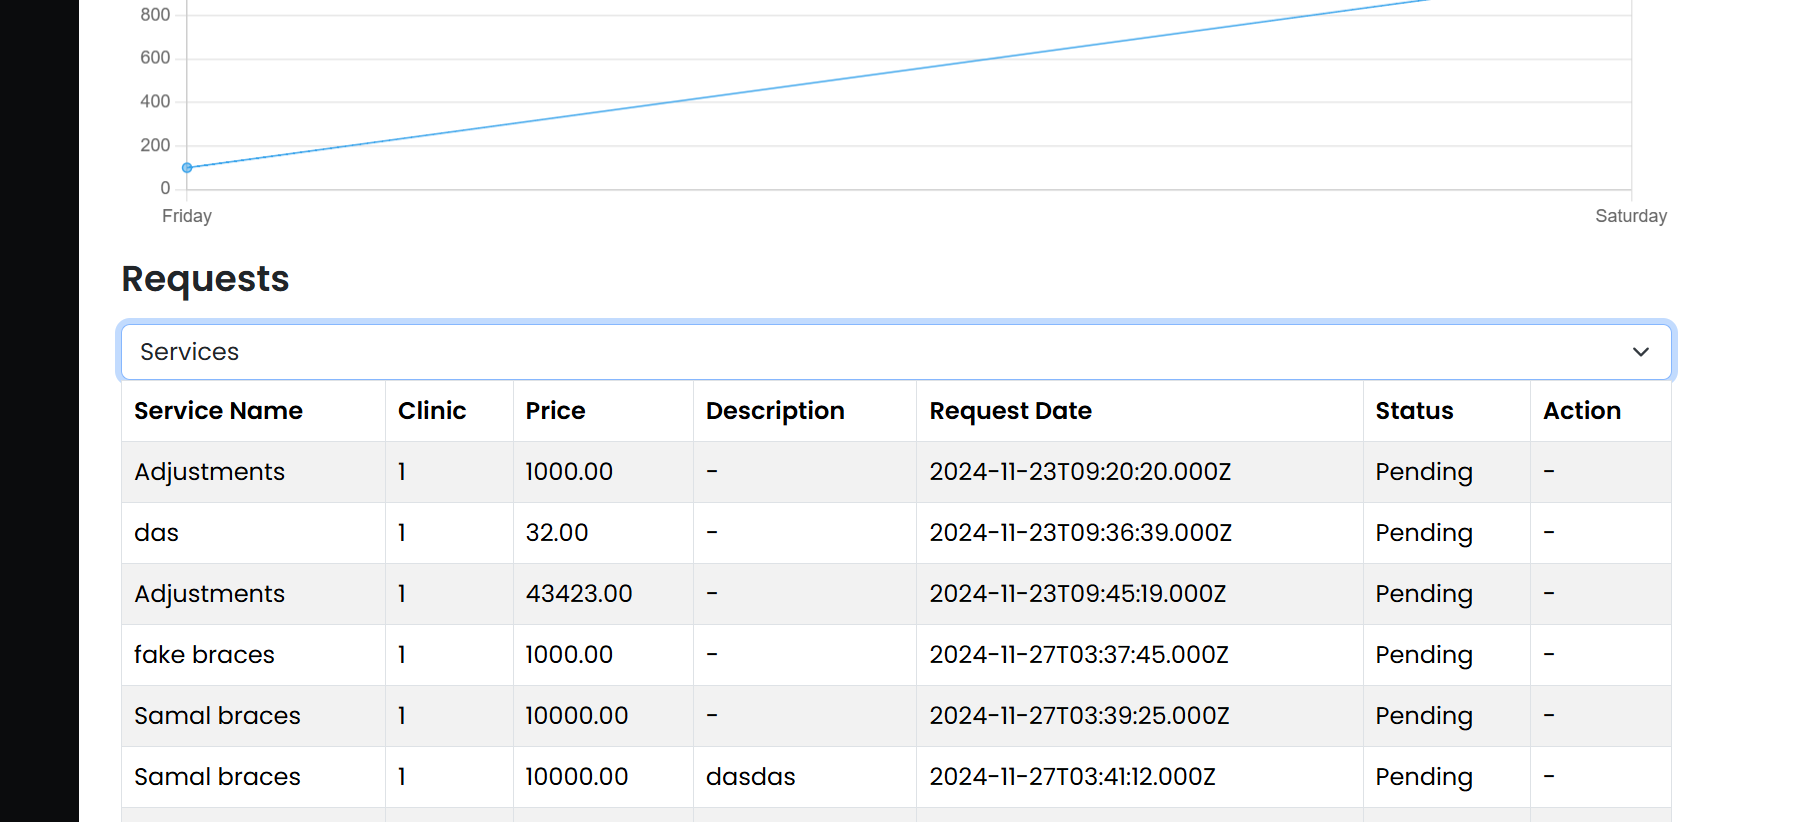 800
600
400
200
0
Friday Saturday
Requests
Services
Service Name Clinic Price Description Request Date Status Action
Adjustments 1 1000.00 - 2024-11-23T09:20:20.000Z Pending -
das 1 32.00 - 2024-11-23T09:36:39.000Z Pending -
Adjustments 1 43423.00 - 2024-11-23T09:45:19.000Z Pending -
fake braces 1 1000.00 - 2024-11-27T03:37:45.000Z Pending -
Samal braces 1 10000.00 - 2024-11-27T03:39:25.000Z Pending -
Samal braces 1 10000.00 dasdas 2024-11-27T03:41:12.000Z Pending -